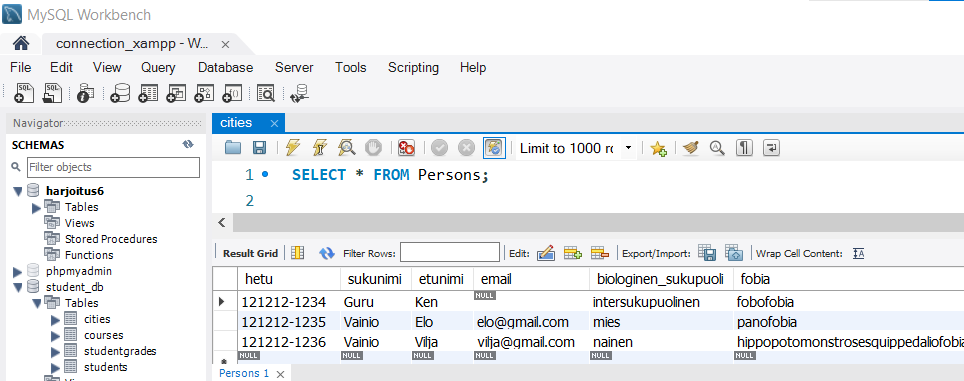 MySQL Workbench
connection_xampp - W... ×
File Edit View Query Database Server Tools Scripting Help
Navigator
SCHEMAS
Filter objects
harjoitus6
Tables
Views
Stored Procedures
Functions
phpmyadmin
student_db
Tables
cities
courses
studentgrades
students
cities ×
Limit to 1000 rc
1 SELECT * FROM Persons;
2
Result Grid Filter Rows: Edit: Export/Import: Wrap Cell Content:
hetu sukunimi etunimi email biologinen_sukupuoli fobia
121212-1234 Guru Ken NULL intersukupuolinen fobofobia
121212-1235 Vainio Elo elo@gmail.com mies panofobia
121212-1236 Vainio Vilja vilja@gmail.com nainen hippopotomonstrosesquippedaliofobia
NULL NULL NULL NULL NULL NULL
Persons 1 ×